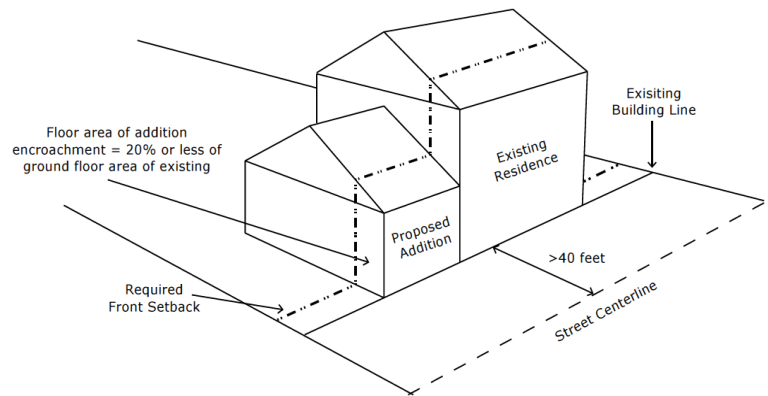 Exisiting
Building Line
Floor area of addition
encroachment = 20% or less of
ground floor area of existing
Existing
Residence
Proposed
Addition
>40 feet
Required
Front Setback
Street Centerline